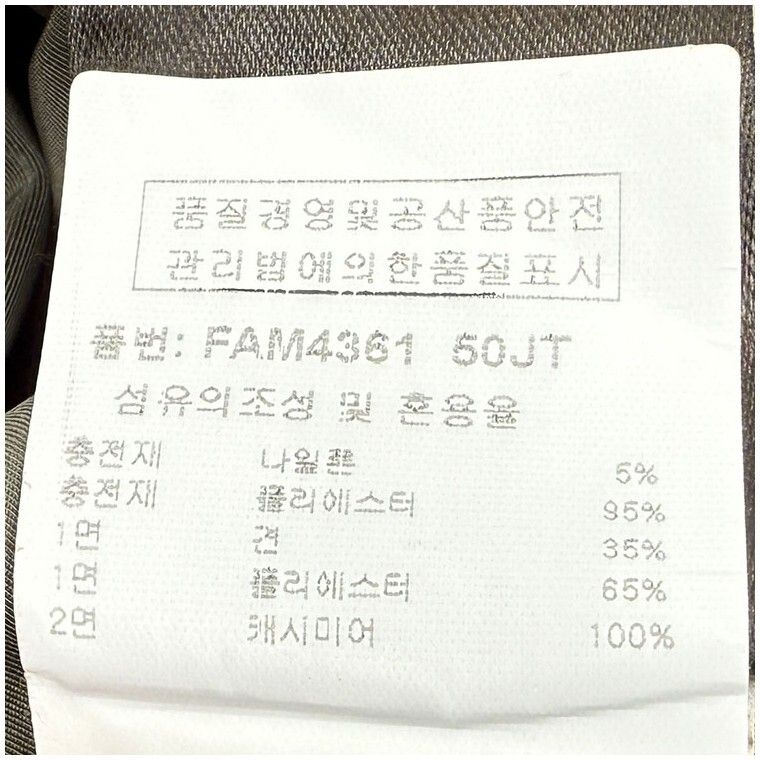 품질경영및공산품안전
관리법에의한품질표시
품번: FAM4361 50JT
섬유의조성 및 혼용율
충전재 나일론 5%
충전재 폴리에스터 95%
1면 면 35%
1면 폴리에스터 65%
2면 캐시미어 100%